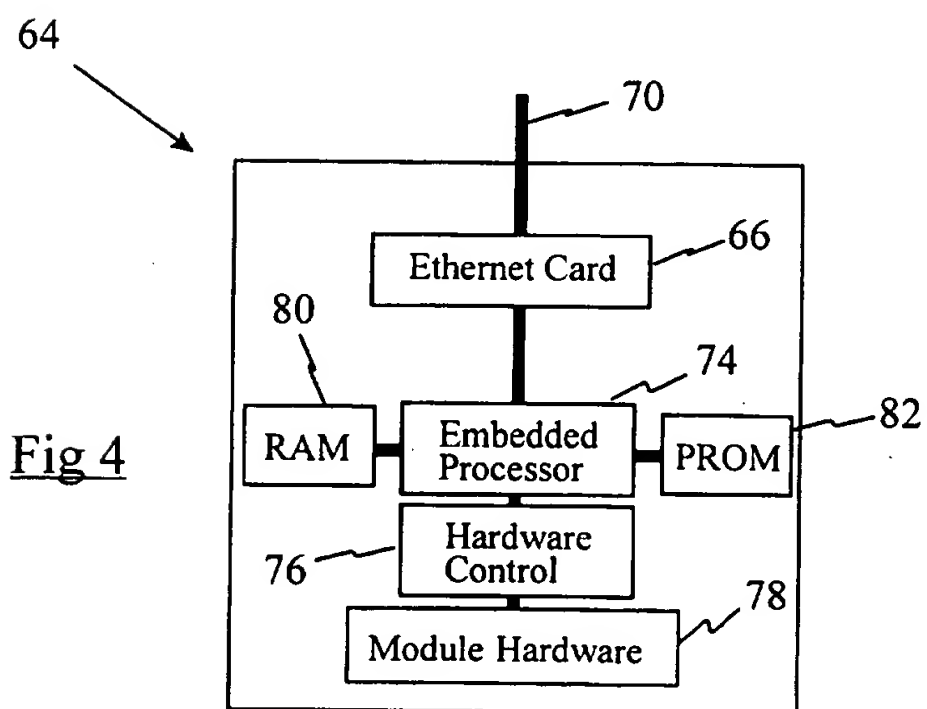 64
70
Ethernet Card
66
80
74
82
RAM
Embedded
Processor
PROM
Fig 4
Hardware
Control
76
78
Module Hardware